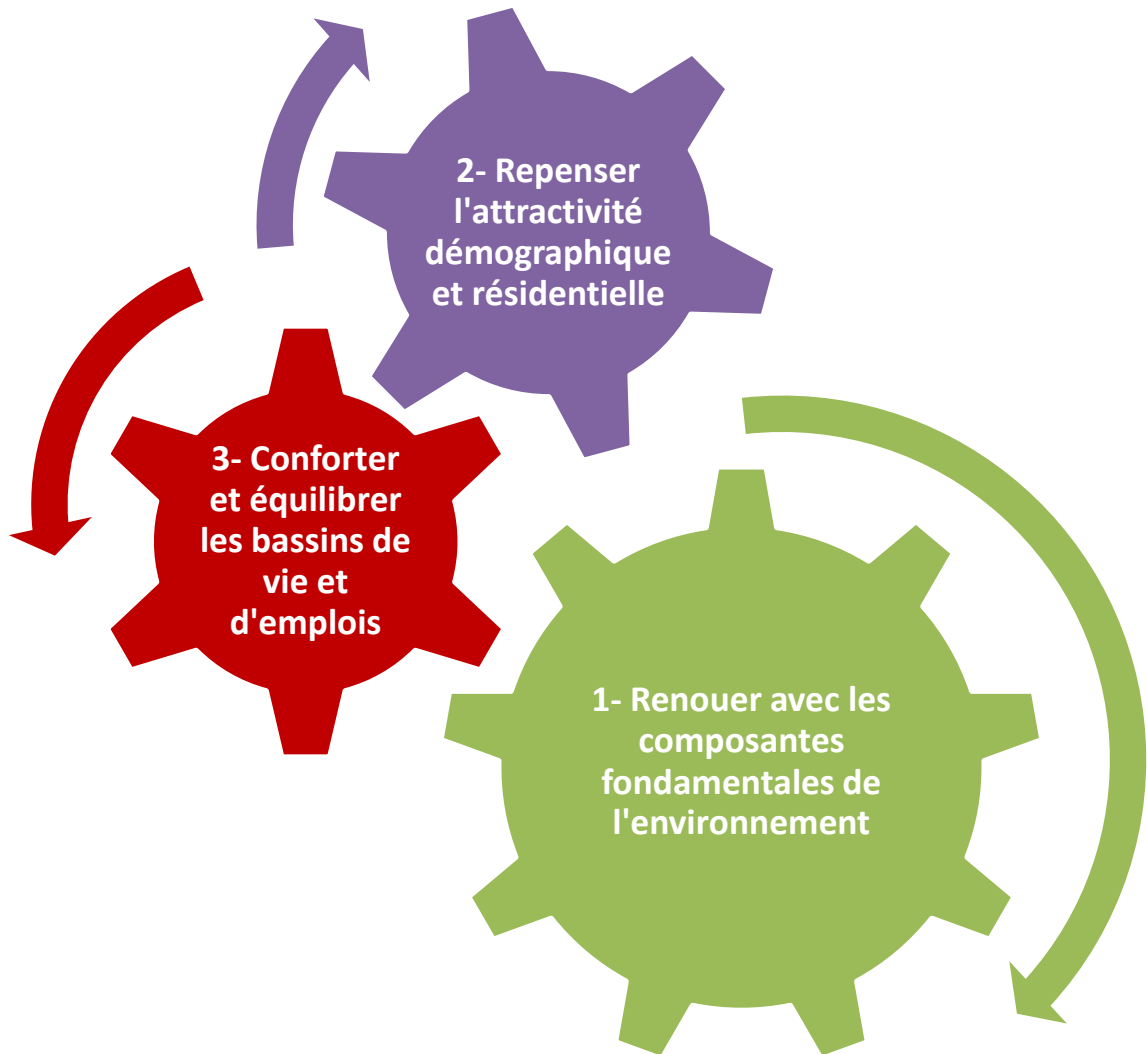 2- Repenser
l'attractivité
démographique
et résidentielle
3- Conforter
et équilibrer
les bassins de
vie et
d'emplois
1- Renouer avec les
composantes
fondamentales de
l'environnement